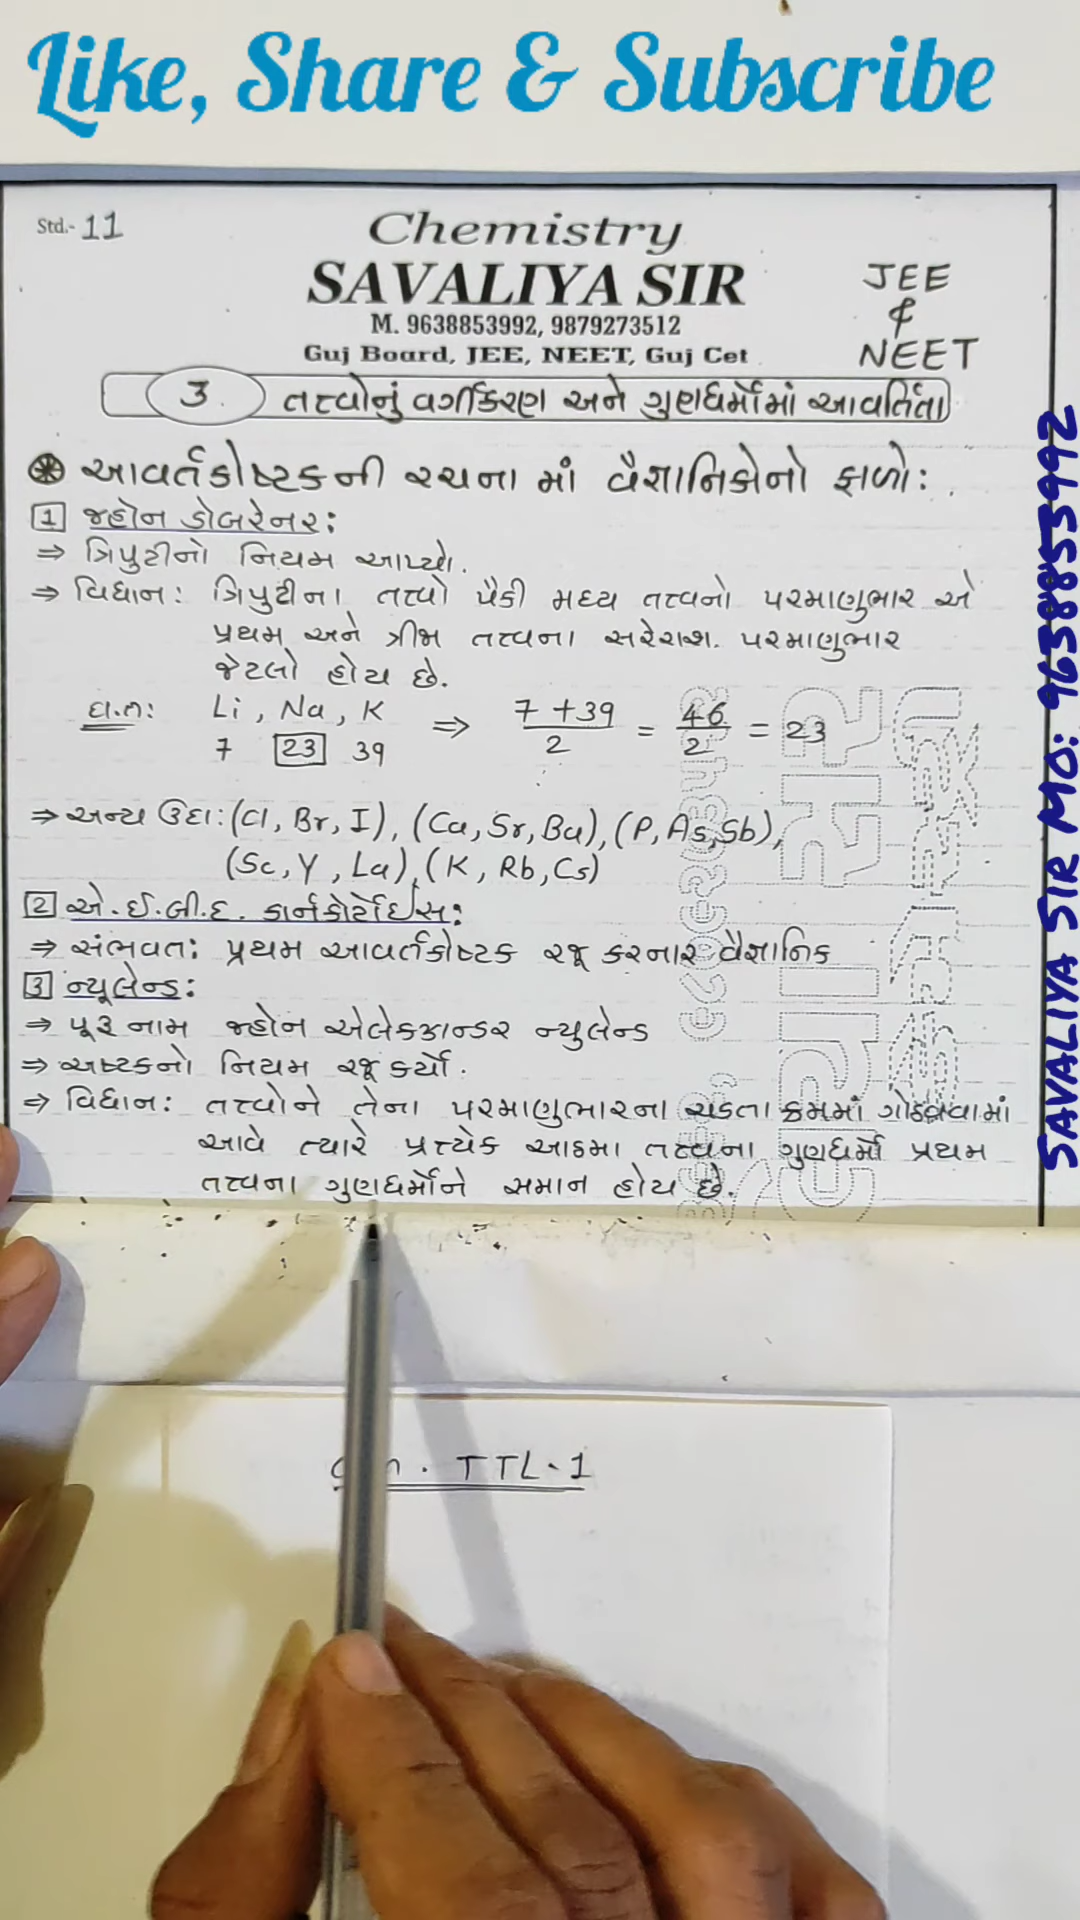 Like, Share & Subscribe
Std.- 11
Chemistry
SAVALIYA SIR
M. 9638853992, 9879273512
Guj Board, JEE, NEET, Guj Cet
JEE
&
NEET
3. તત્ત્વોનું વર્ગીકરણ અને ગુણધર્મોમાં આવર્તિતા
આવર્તકોષ્ટકની રચના માં વૈજ્ઞાનિકોનો ફાળો:
1 જ્હોન ડોબરેનર:
⇒ ત્રિપુટીનો નિયમ આપ્યો.
⇒ વિધાન: ત્રિપુટીના તત્વો પૈકી મધ્ય તત્વનો પરમાણુભાર એ
પ્રથમ અને ત્રીજા તત્વના સરેરાશ પરમાણુભાર
જેટલો હોય છે.
દા.ત: Li, Na, K ⇒ 7+39/2 = 46/2 = 23
7 23 39
⇒ અન્ય ઉદા: (Cl, Br, I), (Ca, Sr, Ba), (P, As, Sb),
(Sc, Y, La), (K, Rb, Cs)
2 એ.ઈ.બી.ઈ. કાર્નકોર્ટોઈસ:
⇒ સંભવત: પ્રથમ આવર્તકોષ્ટક રજૂ કરનાર વૈજ્ઞાનિક
3 ન્યૂલેન્ડ:
⇒ પૂરૂ નામ જ્હોન એલેકઝાન્ડર ન્યુલેન્ડ
⇒ અષ્ટકનો નિયમ રજૂ કર્યો.
⇒ વિધાન: તત્ત્વોને તેના પરમાણુભારના ચડતા ક્રમમાં ગોઠવવામાં
આવે ત્યારે પ્રત્યેક આઠમા તત્વના ગુણધર્મો પ્રથમ
તત્વના ગુણધર્મોને સમાન હોય છે.
TTL-1
SAVALIYA SIR MO: 9638853992